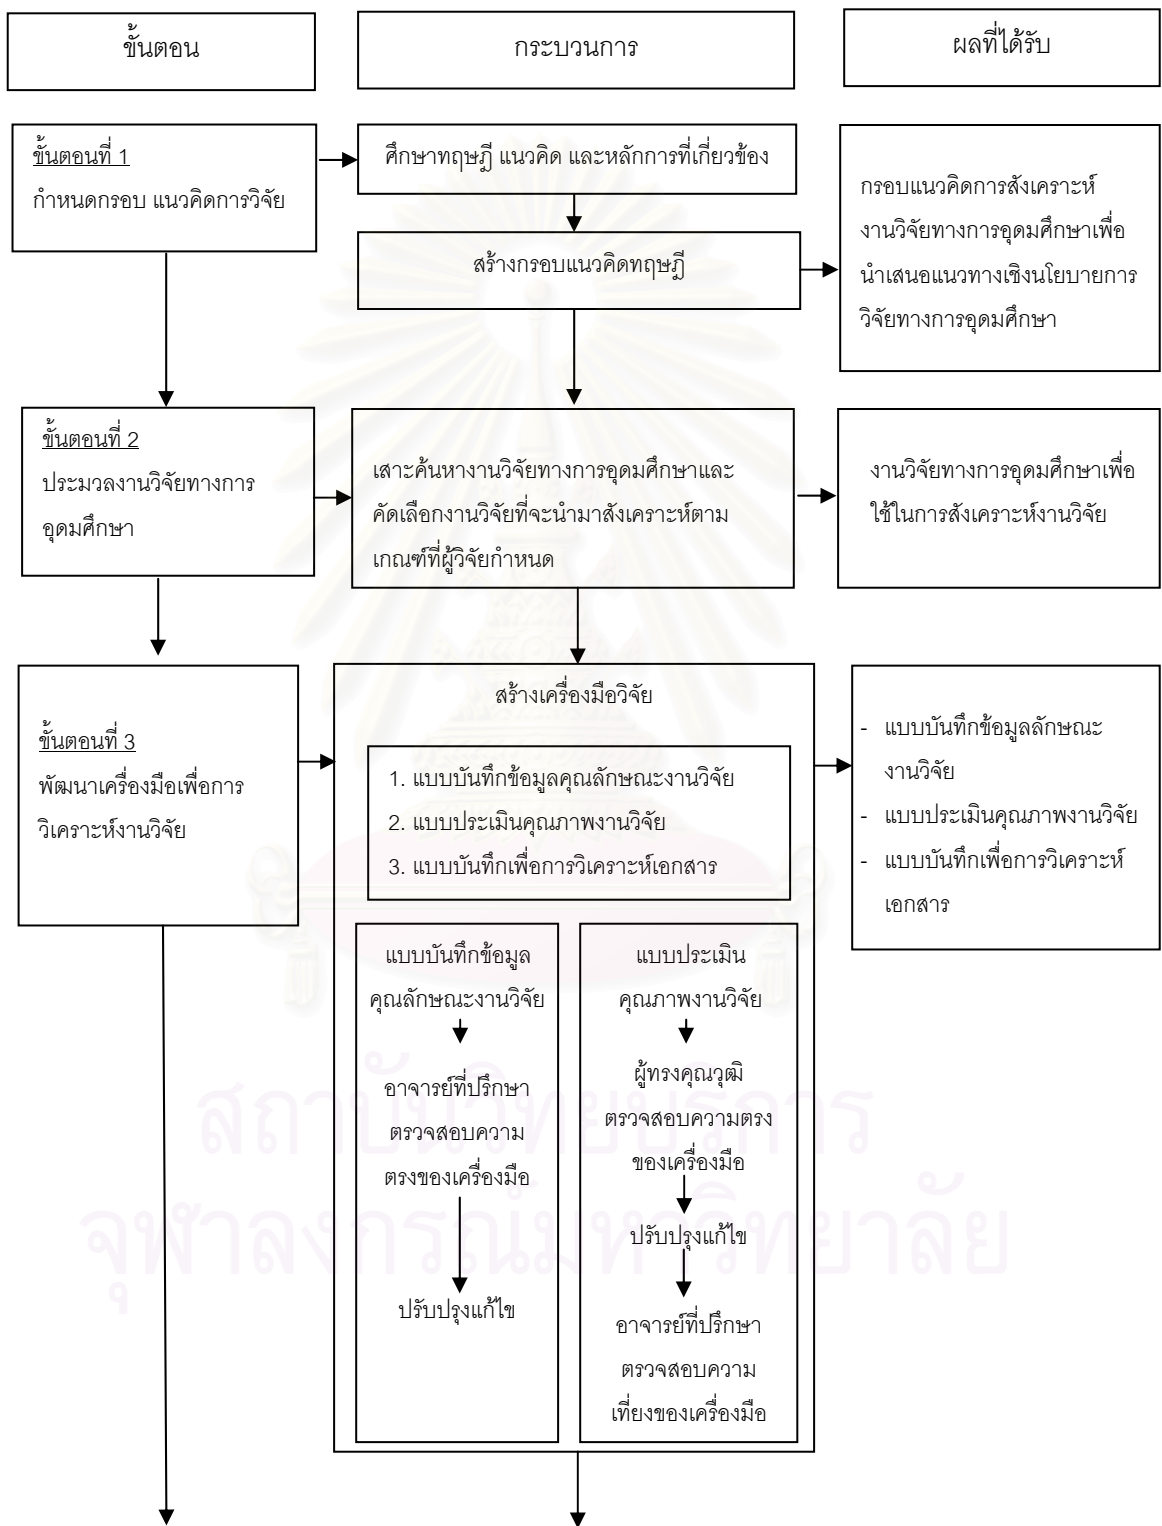 ขั้นตอน
กระบวนการ
ผลที่ได้รับ
ขั้นตอนที่ 1
กำหนดกรอบ แนวคิดการวิจัย
ศึกษาทฤษฎี แนวคิด และหลักการที่เกี่ยวข้อง
สร้างกรอบแนวคิดทฤษฎี
กรอบแนวคิดการสังเคราะห์
งานวิจัยทางการอุดมศึกษาเพื่อ
นำเสนอแนวทางเชิงนโยบายการ
วิจัยทางการอุดมศึกษา
ขั้นตอนที่ 2
ประมวลงานวิจัยทางการ
อุดมศึกษา
เสาะค้นหางานวิจัยทางการอุดมศึกษาและ
คัดเลือกงานวิจัยที่จะนำมาสังเคราะห์ตาม
เกณฑ์ที่ผู้วิจัยกำหนด
งานวิจัยทางการอุดมศึกษาเพื่อ
ใช้ในการสังเคราะห์งานวิจัย
ขั้นตอนที่ 3
พัฒนาเครื่องมือเพื่อการ
วิเคราะห์งานวิจัย
สร้างเครื่องมือวิจัย
1. แบบบันทึกข้อมูลคุณลักษณะงานวิจัย
2. แบบประเมินคุณภาพงานวิจัย
3. แบบบันทึกเพื่อการวิเคราะห์เอกสาร
แบบบันทึกข้อมูล
คุณลักษณะงานวิจัย
อาจารย์ที่ปรึกษา
ตรวจสอบความ
ตรงของเครื่องมือ
ปรับปรุงแก้ไข
แบบประเมิน
คุณภาพงานวิจัย
ผู้ทรงคุณวุฒิ
ตรวจสอบความตรง
ของเครื่องมือ
ปรับปรุงแก้ไข
อาจารย์ที่ปรึกษา
ตรวจสอบความ
เที่ยงของเครื่องมือ
- แบบบันทึกข้อมูลลักษณะ
งานวิจัย
- แบบประเมินคุณภาพงานวิจัย
- แบบบันทึกเพื่อการวิเคราะห์
เอกสาร
สถาบันวิทยบริการ
จุฬาลงกรณ์มหาวิทยาลัย